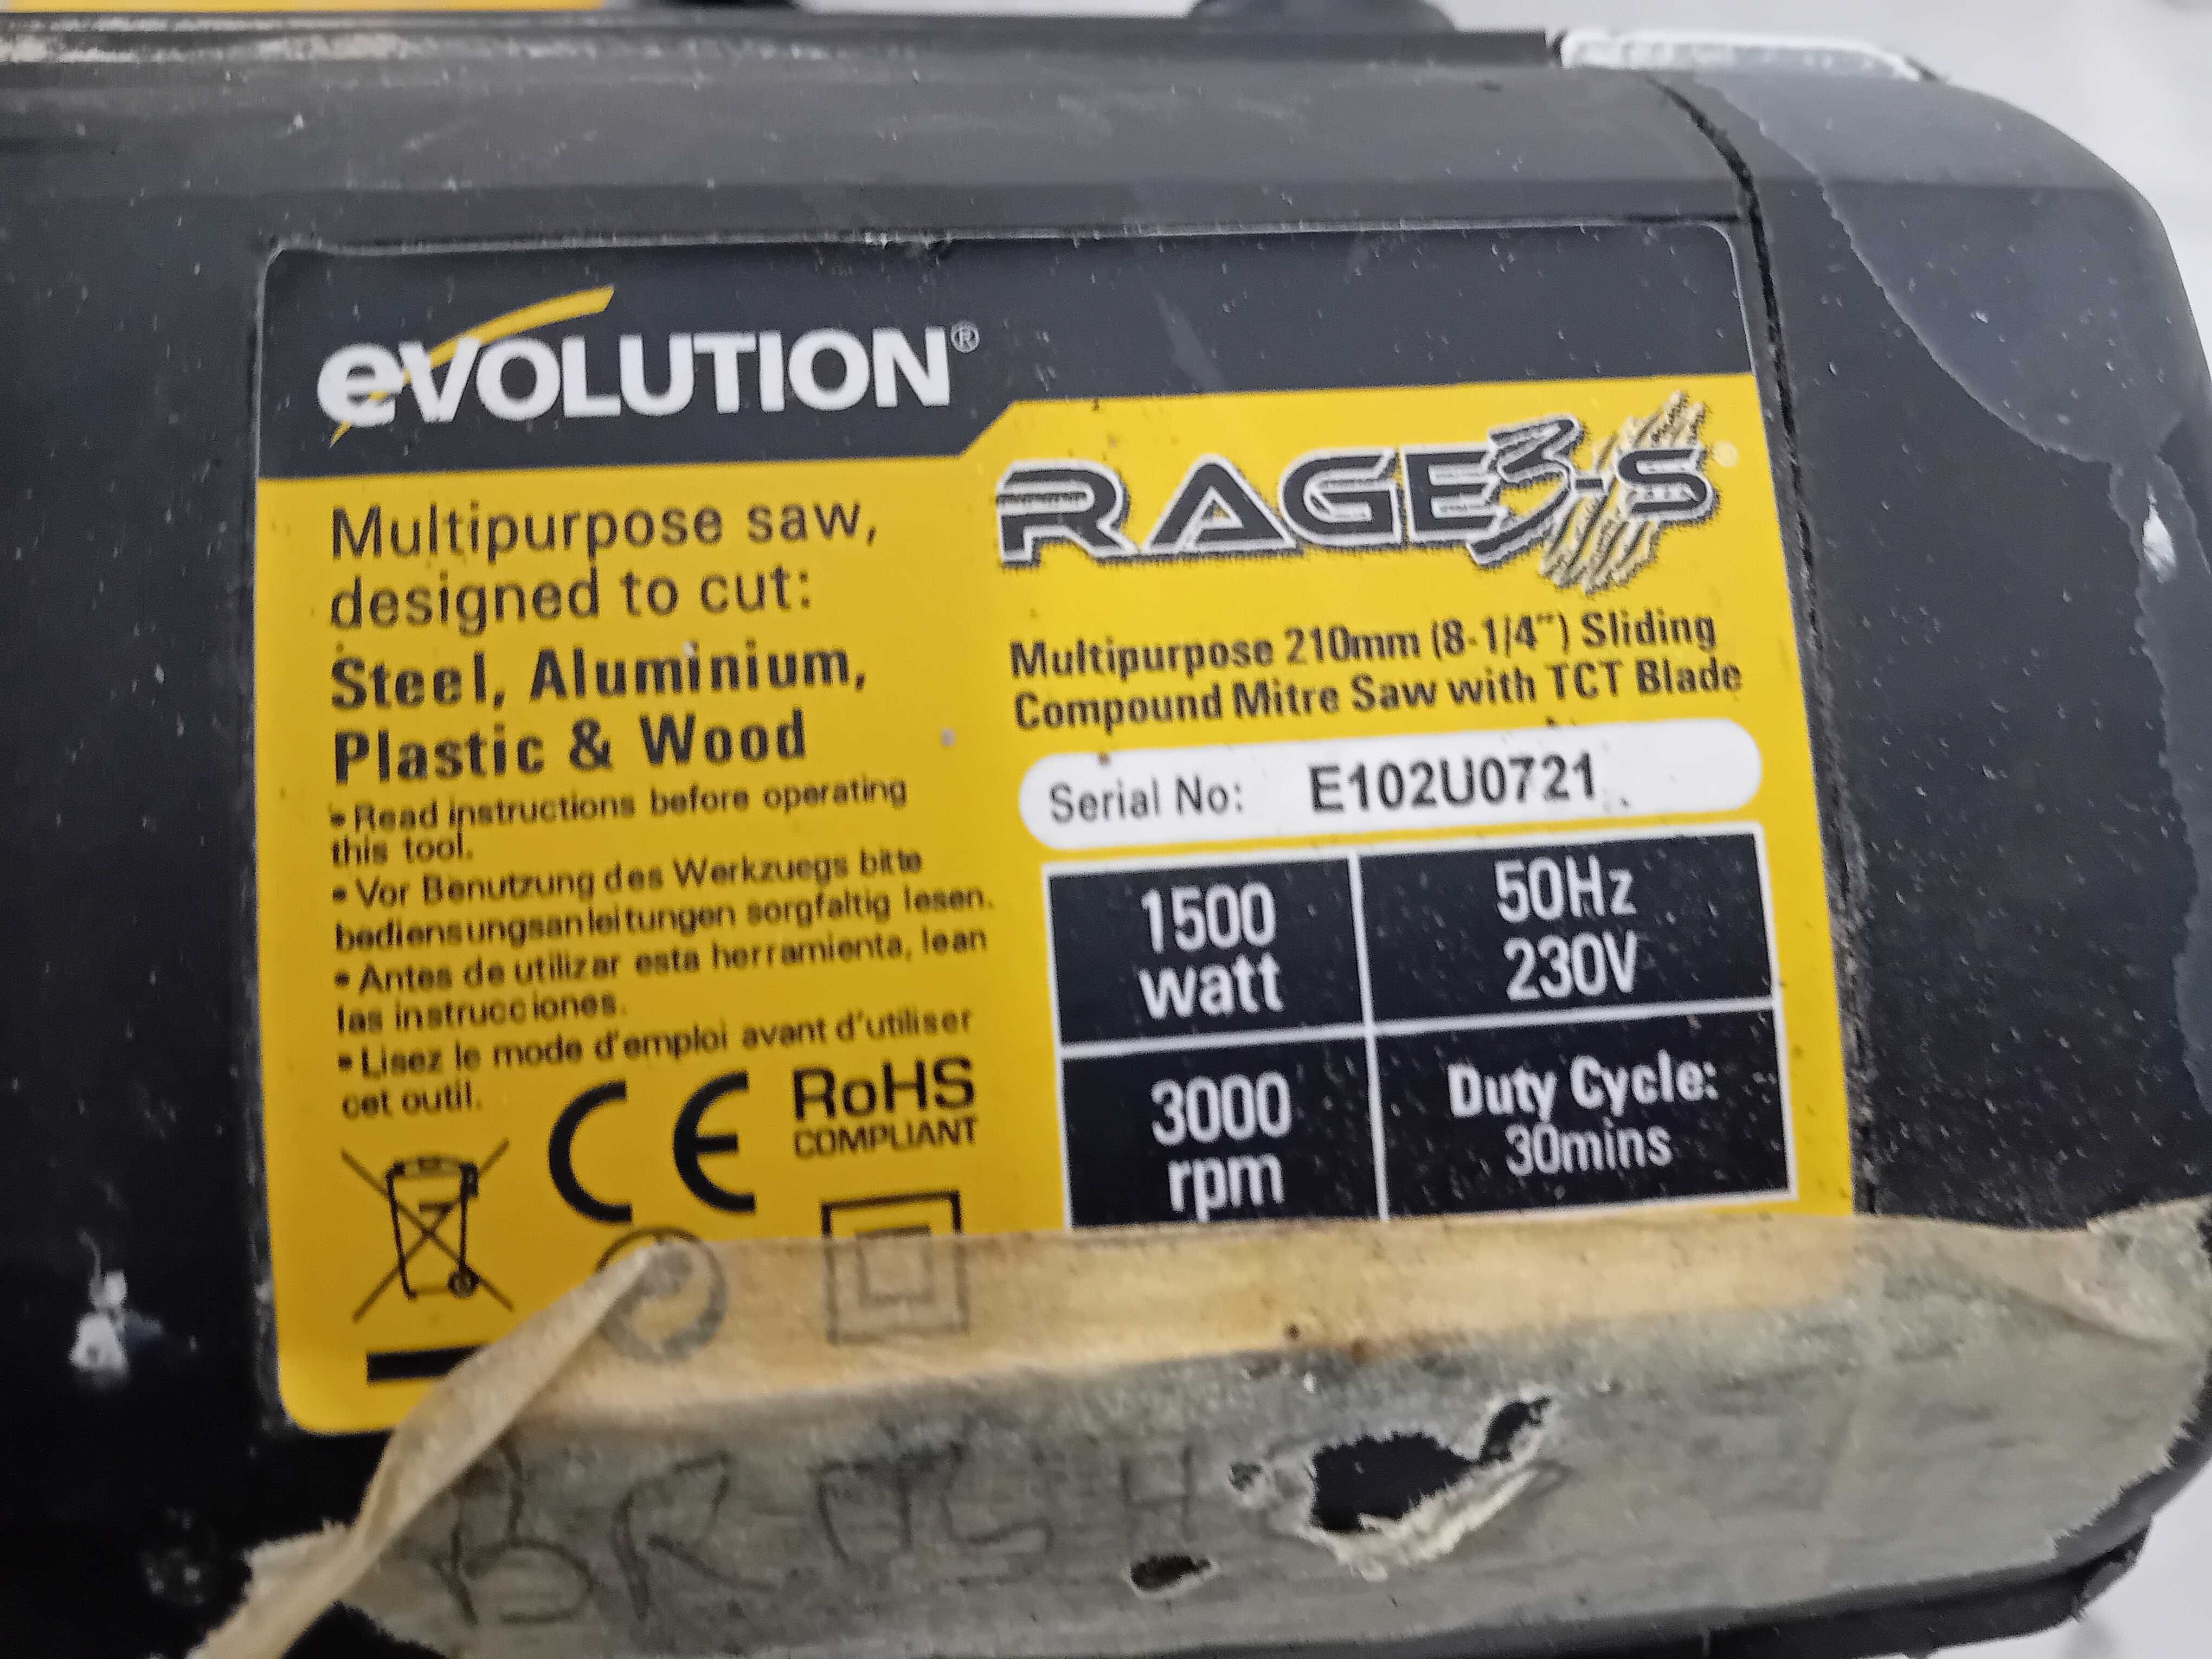 eVOLUTION®
RAGE3-S
Multipurpose saw,
designed to cut:
Steel, Aluminium,
Plastic & Wood
• Read instructions before operating
this tool.
• Vor Benutzung des Werkzuegs bitte
bediensungsanleitungen sorgfaltig lesen.
• Antes de utilizar esta herramienta, lean
las instrucciones.
• Lisez le mode d'emploi avant d'utiliser
cet outil.
CE
RoHS
COMPLIANT
Multipurpose 210mm (8-1/4") Sliding
Compound Mitre Saw with TCT Blade
Serial No: E102U0721
1500
watt
50Hz
230V
3000
rpm
Duty Cycle:
30mins